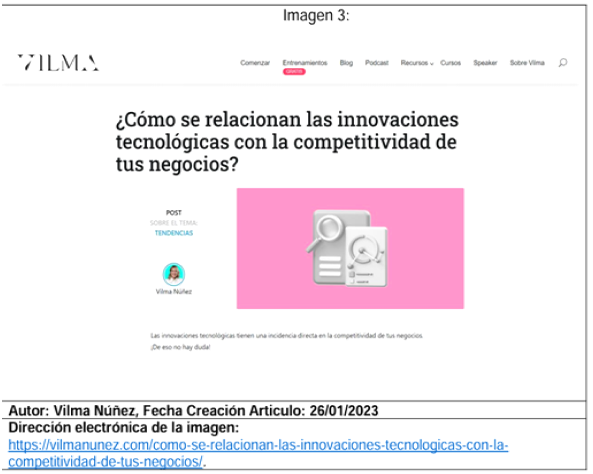 Imagen 3:
VILMA
Comenzar Entrenamientos Blog Podcast Recursos Cursos Speaker Sobre Vilma
GRATIS
¿Cómo se relacionan las innovaciones
tecnológicas con la competitividad de
tus negocios?
POST
SOBRE EL TEMA:
TENDENCIAS
Vilma Núñez
Las innovaciones tecnológicas tienen una incidencia directa en la competitividad de tus negocios.
¡De eso no hay duda!
Autor: Vilma Núñez, Fecha Creación Articulo: 26/01/2023
Dirección electrónica de la imagen:
https://vilmanunez.com/como-se-relacionan-las-innovaciones-tecnologicas-con-la-
competitividad-de-tus-negocios/.